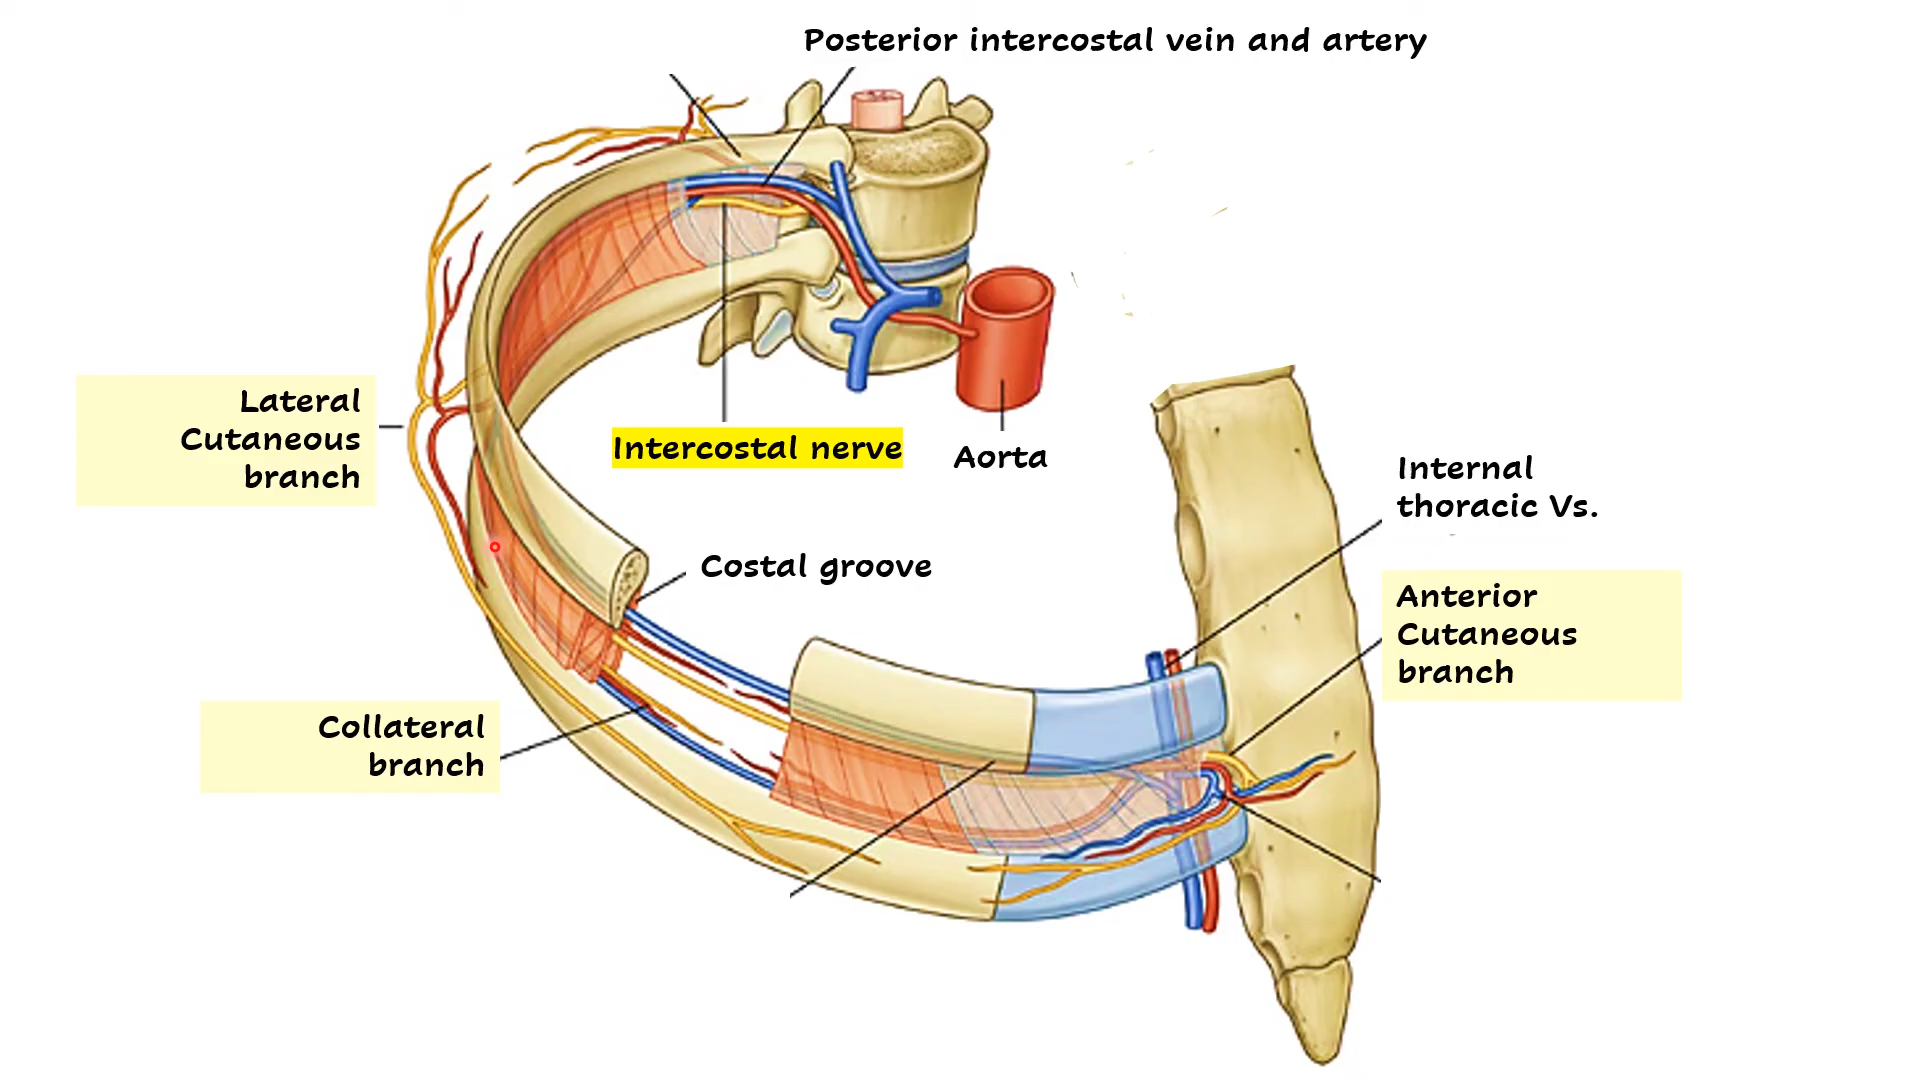 Posterior intercostal vein and artery
Lateral
Cutaneous
branch
Intercostal nerve
Aorta
Internal
thoracic Vs.
Costal groove
Anterior
Cutaneous
branch
Collateral
branch